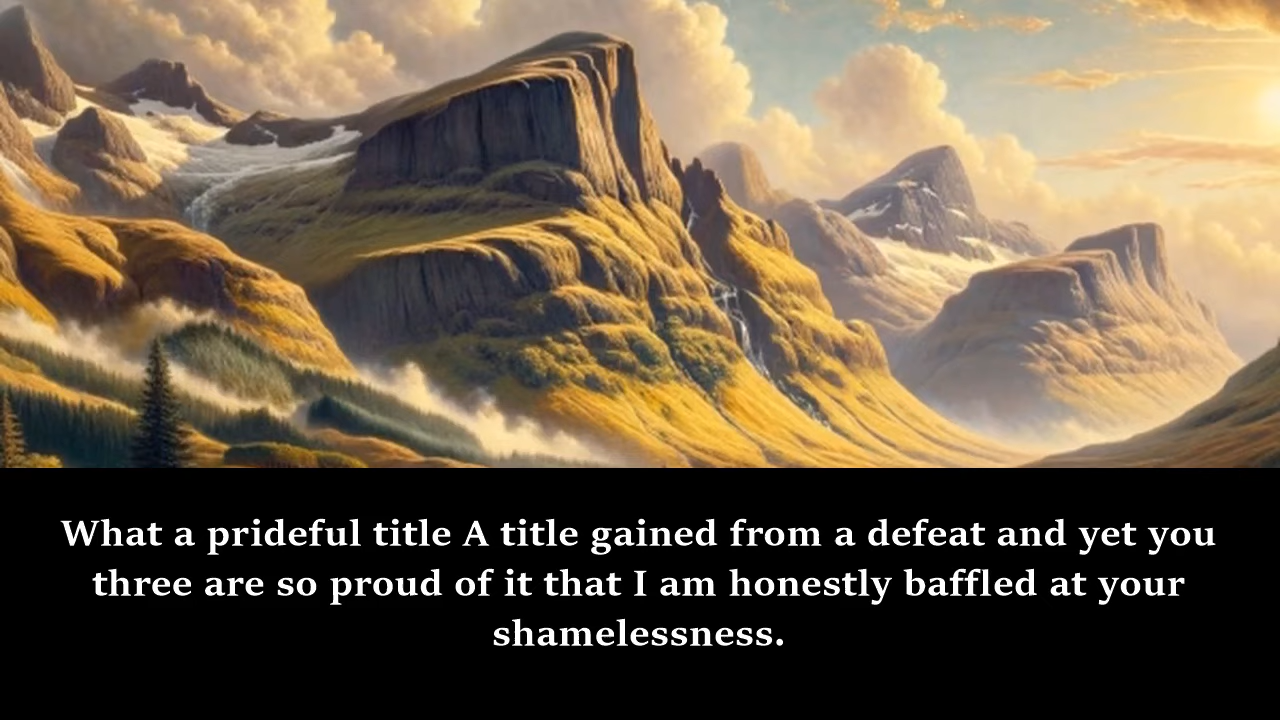 What a prideful title A title gained from a defeat and yet you
three are so proud of it that I am honestly baffled at your
shamelessness.